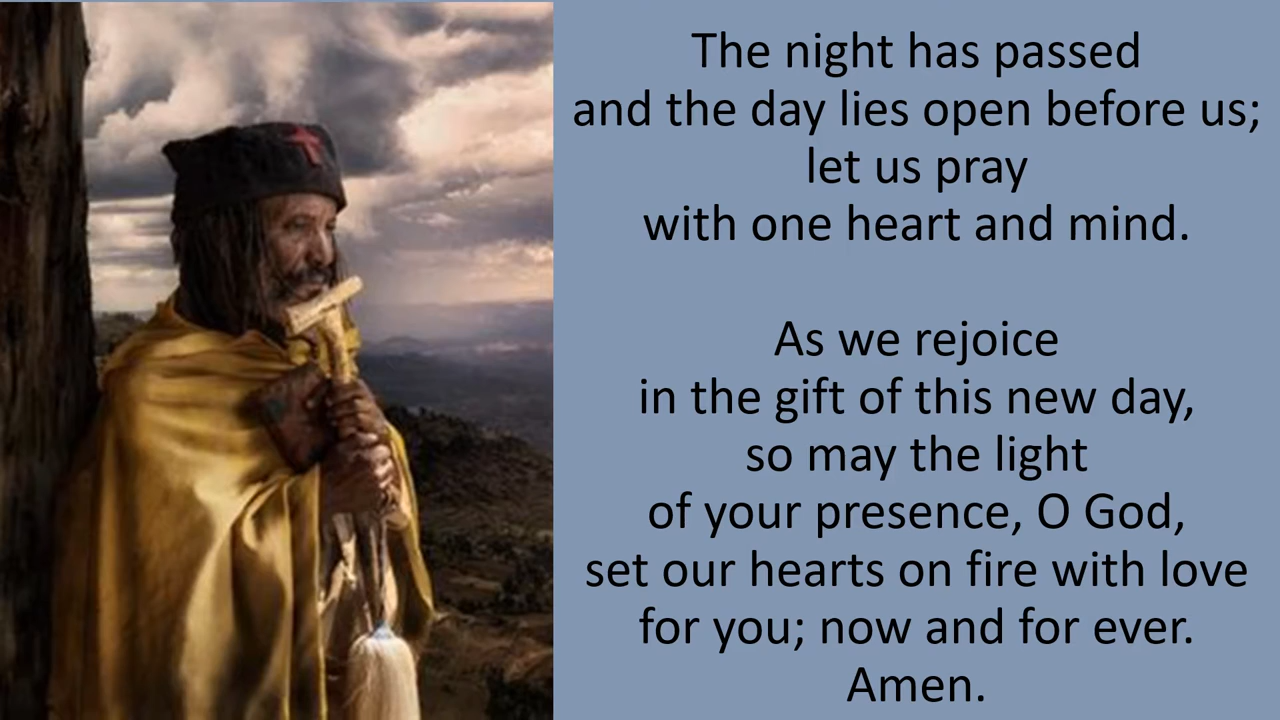 The night has passed
and the day lies open before us;
let us pray
with one heart and mind.
As we rejoice
in the gift of this new day,
so may the light
of your presence, O God,
set our hearts on fire with love
for you; now and for ever.
Amen.